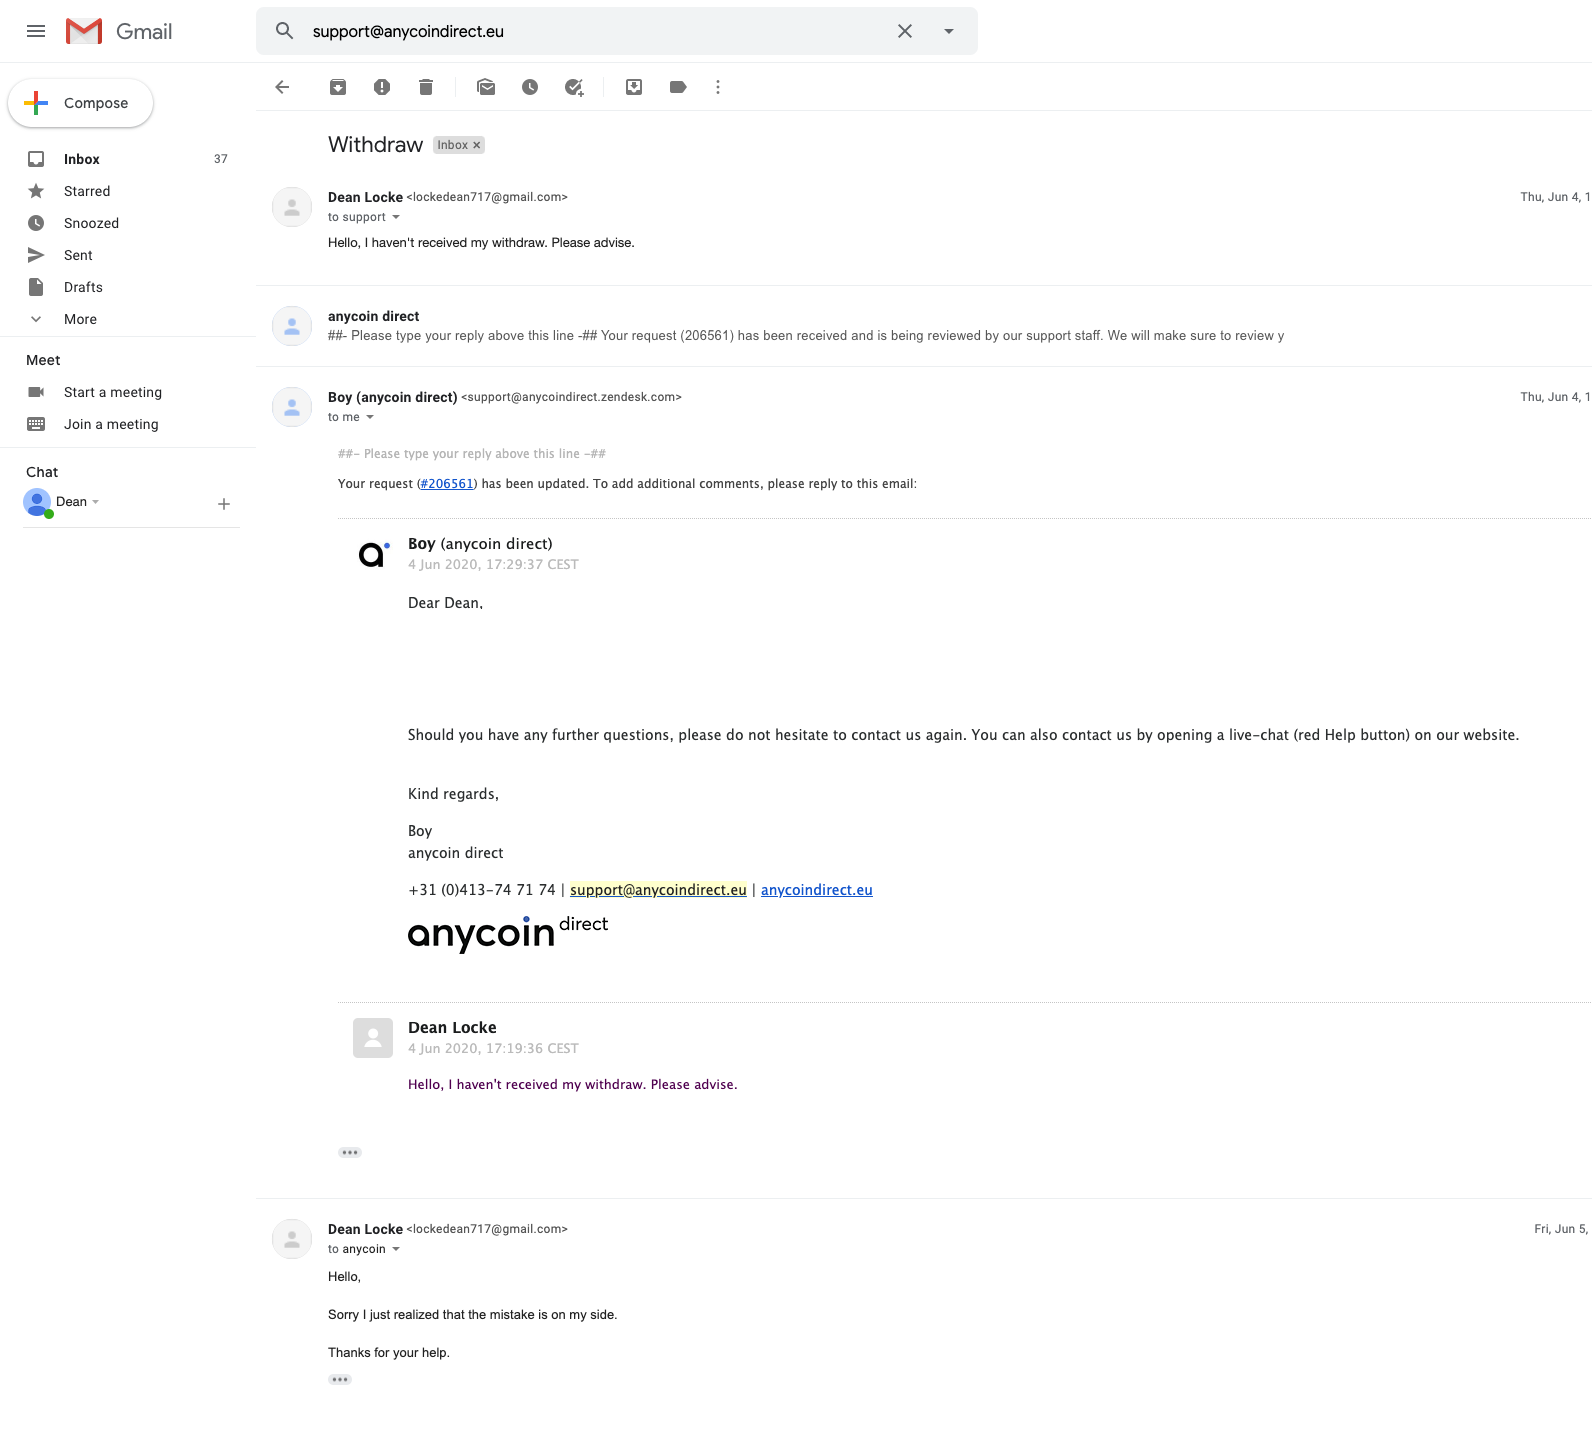 Gmail
support@anycoindirect.eu
Compose
Inbox 37
Starred
Snoozed
Sent
Drafts
More
Meet
Start a meeting
Join a meeting
Chat
Dean
Withdraw Inbox ×
Dean Locke <lockedean717@gmail.com> Thu, Jun 4, 1
to support
Hello, I haven't received my withdraw. Please advise.
anycoin direct
##- Please type your reply above this line -## Your request (206561) has been received and is being reviewed by our support staff. We will make sure to review y
Boy (anycoin direct) <support@anycoindirect.zendesk.com> Thu, Jun 4, 1
to me
##- Please type your reply above this line -##
Your request (#206561) has been updated. To add additional comments, please reply to this email:
a
Boy (anycoin direct)
4 Jun 2020, 17:29:37 CEST
Dear Dean,
Should you have any further questions, please do not hesitate to contact us again. You can also contact us by opening a live-chat (red Help button) on our website.
Kind regards,
Boy
anycoin direct
+31 (0)413-74 71 74 | support@anycoindirect.eu | anycoindirect.eu
anycoin direct
Dean Locke
4 Jun 2020, 17:19:36 CEST
Hello, I haven't received my withdraw. Please advise.
Dean Locke <lockedean717@gmail.com> Fri, Jun 5,
to anycoin
Hello,
Sorry I just realized that the mistake is on my side.
Thanks for your help.